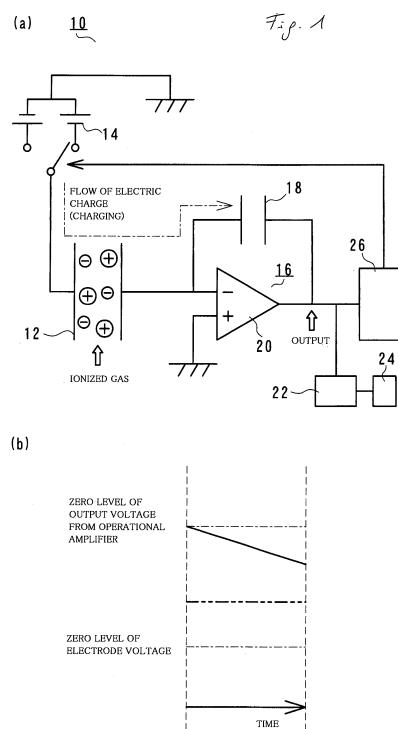 (a) 10 Fig. 1
14
FLOW OF ELECTRIC
CHARGE
(CHARGING)
18
26
16
12
20
OUTPUT
IONIZED GAS
22
24
(b)
ZERO LEVEL OF
OUTPUT VOLTAGE
FROM OPERATIONAL
AMPLIFIER
ZERO LEVEL OF
ELECTRODE VOLTAGE
TIME